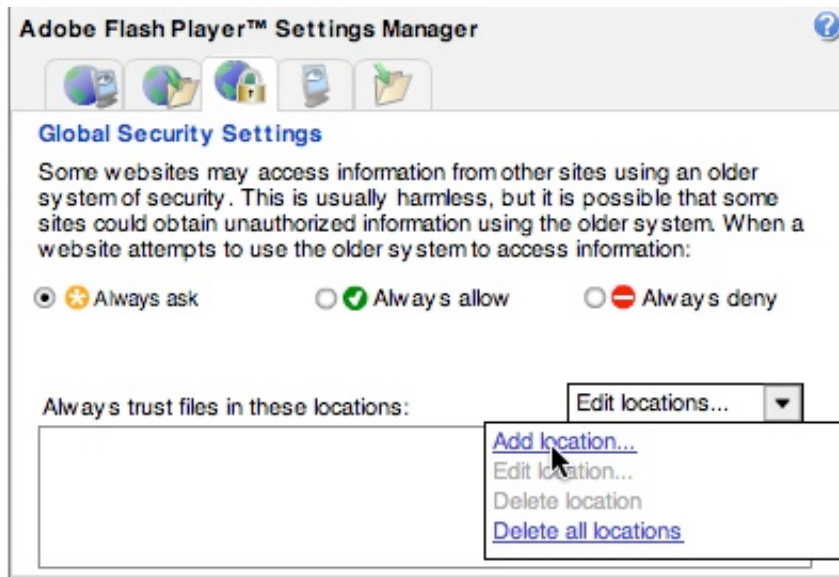 Adobe Flash Player™ Settings Manager
?
Global Security Settings
Some websites may access information from other sites using an older
system of security. This is usually harmless, but it is possible that some
sites could obtain unauthorized information using the older system. When a
website attempts to use the older system to access information:
Always ask Always allow Always deny
Always trust files in these locations: Edit locations...
Add location...
Edit location...
Delete location
Delete all locations